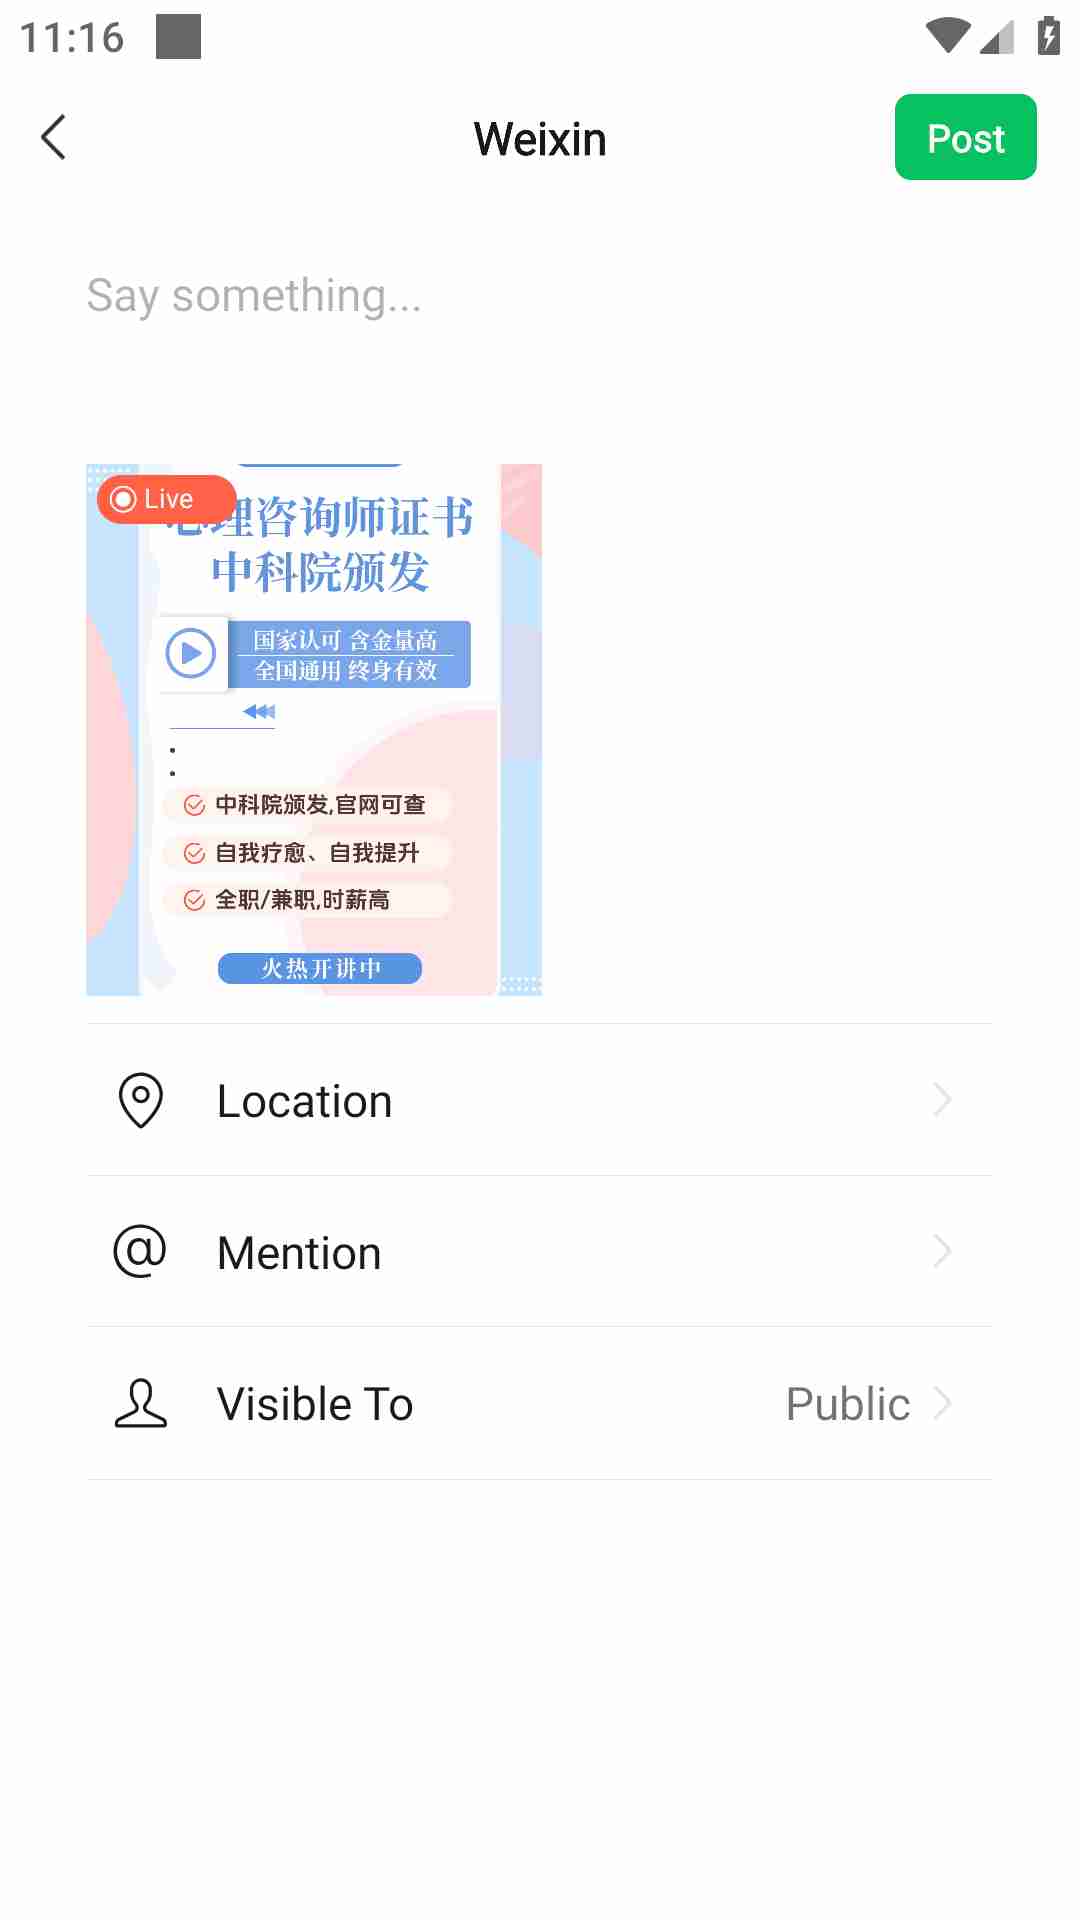 11:16
Weixin
Post
Say something...
Live
心理咨询师证书
中科院颁发
国家认可 含金量高
全国通用 终身有效
中科院颁发,官网可查
自我疗愈、自我提升
全职/兼职,时薪高
火热开讲中
Location
Mention
Visible To
Public